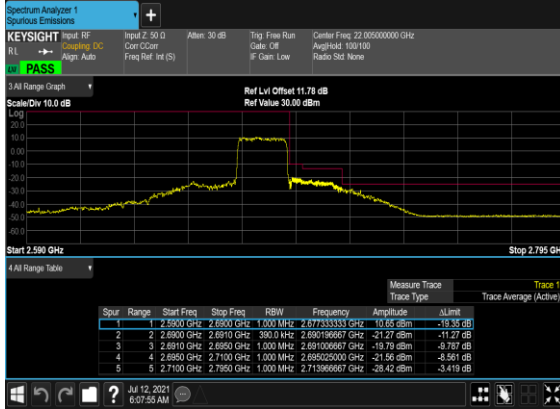 Spectrum Analyzer 1
Spurious Emissions
+
KEYSIGHT Input: RF Input Z: 50 Ω Atten: 30 dB Trig: Free Run Center Freq: 22.005000000 GHz
RL Coupling: DC Corr CCorr Gate: Off Avg|Hold: 100/100
Align: Auto Freq Ref: Int (S) IF Gain: Low Radio Std: None
PASS
3 All Range Graph
Ref Lvl Offset 11.78 dB
Scale/Div 10.0 dB Ref Value 30.00 dBm
Log
20.0
10.0
0.00
-10.0
-20.0
-30.0
-40.0
-50.0
-60.0
Start 2.590 GHz Stop 2.795 GH
4 All Range Table
Measure Trace Trace 1
Trace Type Trace Average (Active)
Spur Range Start Freq Stop Freq RBW Frequency Amplitude ΔLimit
1 1 2.5900 GHz 2.6900 GHz 1.000 MHz 2.677333333 GHz 10.65 dBm -19.35 dB
2 2 2.6900 GHz 2.6910 GHz 390.0 kHz 2.690196667 GHz -21.27 dBm -11.27 dB
3 3 2.6910 GHz 2.6950 GHz 1.000 MHz 2.691006667 GHz -19.79 dBm -9.787 dB
4 4 2.6950 GHz 2.7100 GHz 1.000 MHz 2.695025000 GHz -21.56 dBm -8.561 dB
5 5 2.7100 GHz 2.7950 GHz 1.000 MHz 2.713966667 GHz -28.42 dBm -3.419 dB
?
Jul 12, 2021
6:07:55 AM